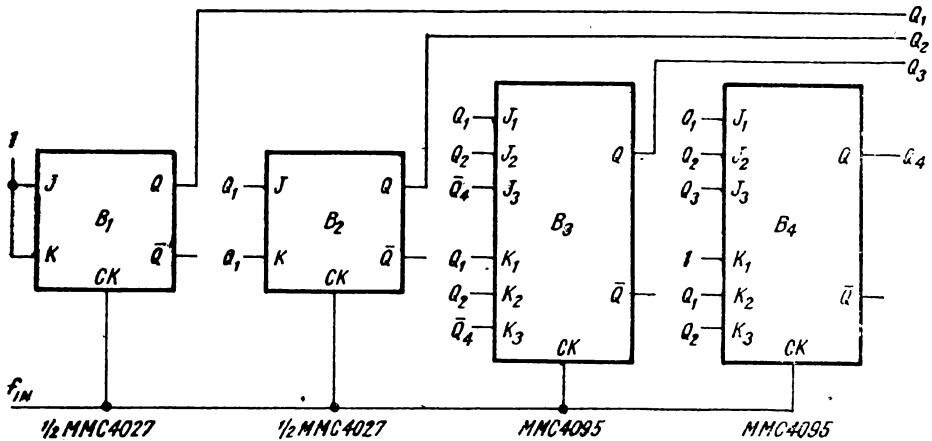 Q₁
Q₂
Q₃
1
J Q
B₁
K Q̄
CK
Q₁ J Q
B₂
Q₁ K Q̄
CK
Q₁ J₁
Q₂ J₂ Q
Q̄₄ J₃
B₃
Q₁ K₁
Q₂ K₂ Q̄
Q̄₄ K₃
CK
Q₁ J₁
Q₂ J₂ Q Q₄
Q₃ J₃
B₄
1 K₁
Q₁ K₂ Q̄
Q₂ K₃
CK
f_IN
1/2 MMC4027 1/2 MMC4027 MMC4095 MMC4095